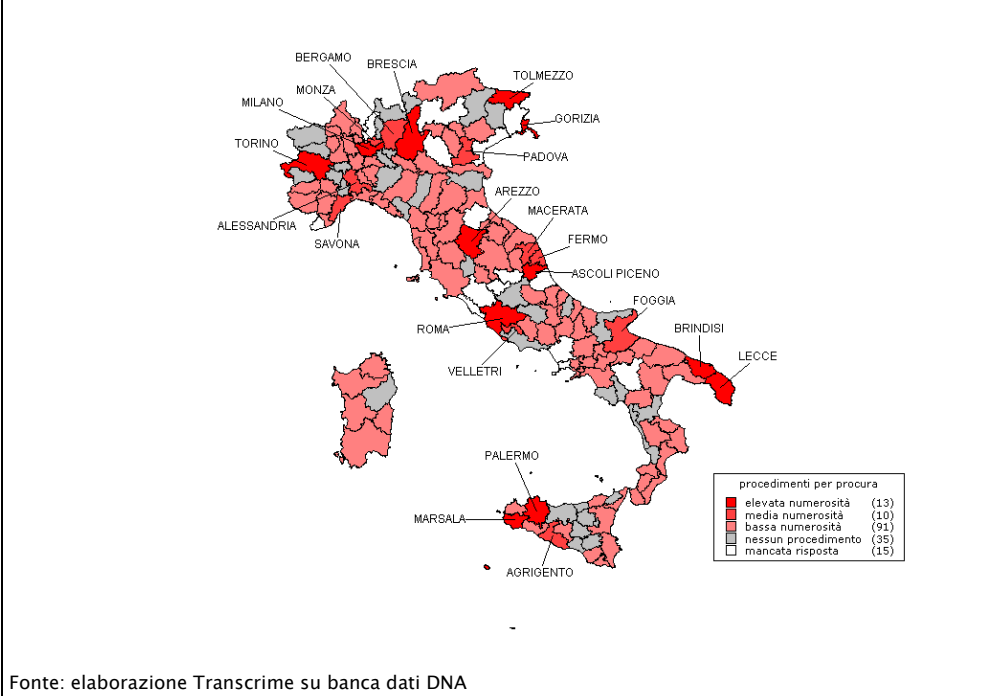 BERGAMO
BRESCIA
TOLMEZZO
MONZA
MILANO
GORIZIA
TORINO
PADOVA
AREZZO
MACERATA
ALESSANDRIA
FERMO
SAVONA
ASCOLI PICENO
FOGGIA
ROMA
BRINDISI
LECCE
VELLETRI
PALERMO
MARSALA
AGRIGENTO
procedimenti per procura
elevata numerosità (13)
media numerosità (10)
bassa numerosità (91)
nessun procedimento (35)
mancata risposta (15)
Fonte: elaborazione Transcrime su banca dati DNA